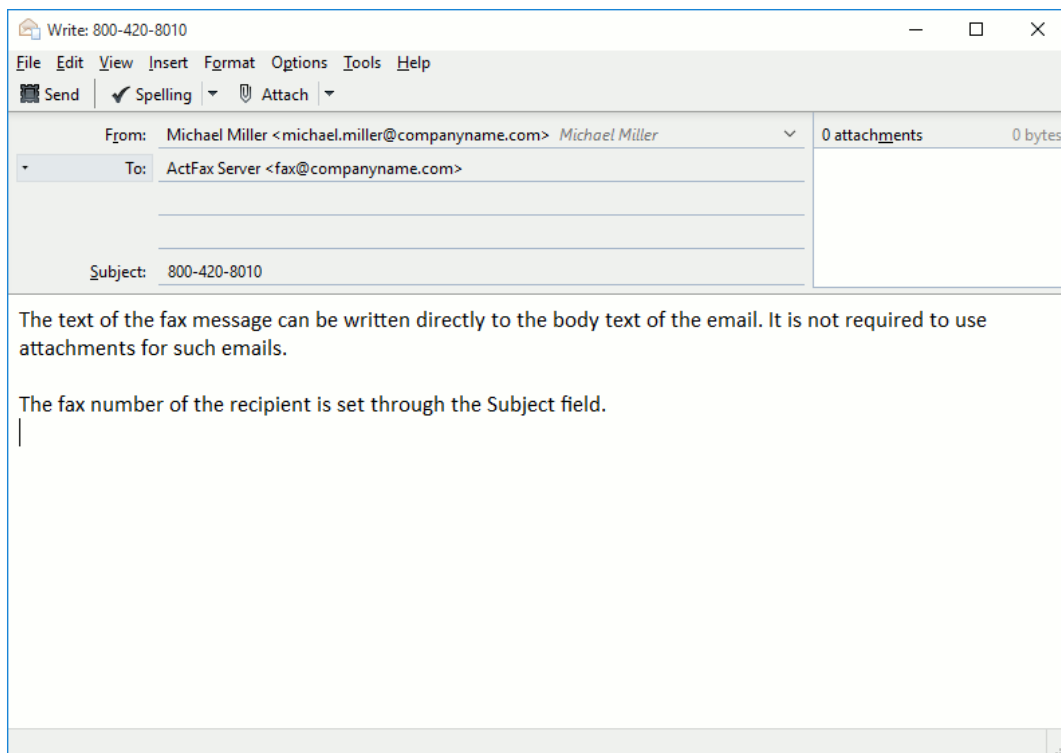 Write: 800-420-8010
File Edit View Insert Format Options Tools Help
Send Spelling Attach
From: Michael Miller <michael.miller@companyname.com> Michael Miller
0 attachments 0 bytes
To: ActFax Server <fax@companyname.com>
Subject: 800-420-8010
The text of the fax message can be written directly to the body text of the email. It is not required to use
attachments for such emails.
The fax number of the recipient is set through the Subject field.